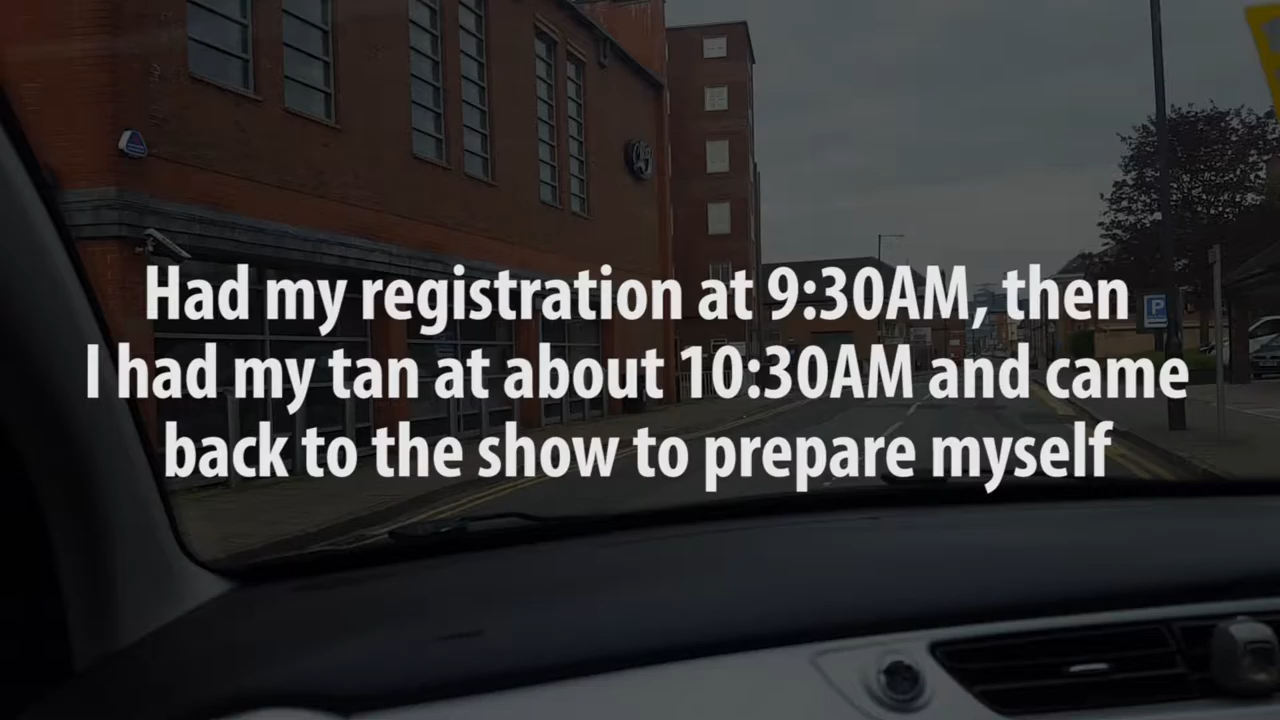 Had my registration at 9:30AM, then
I had my tan at about 10:30AM and came
back to the show to prepare myself
P